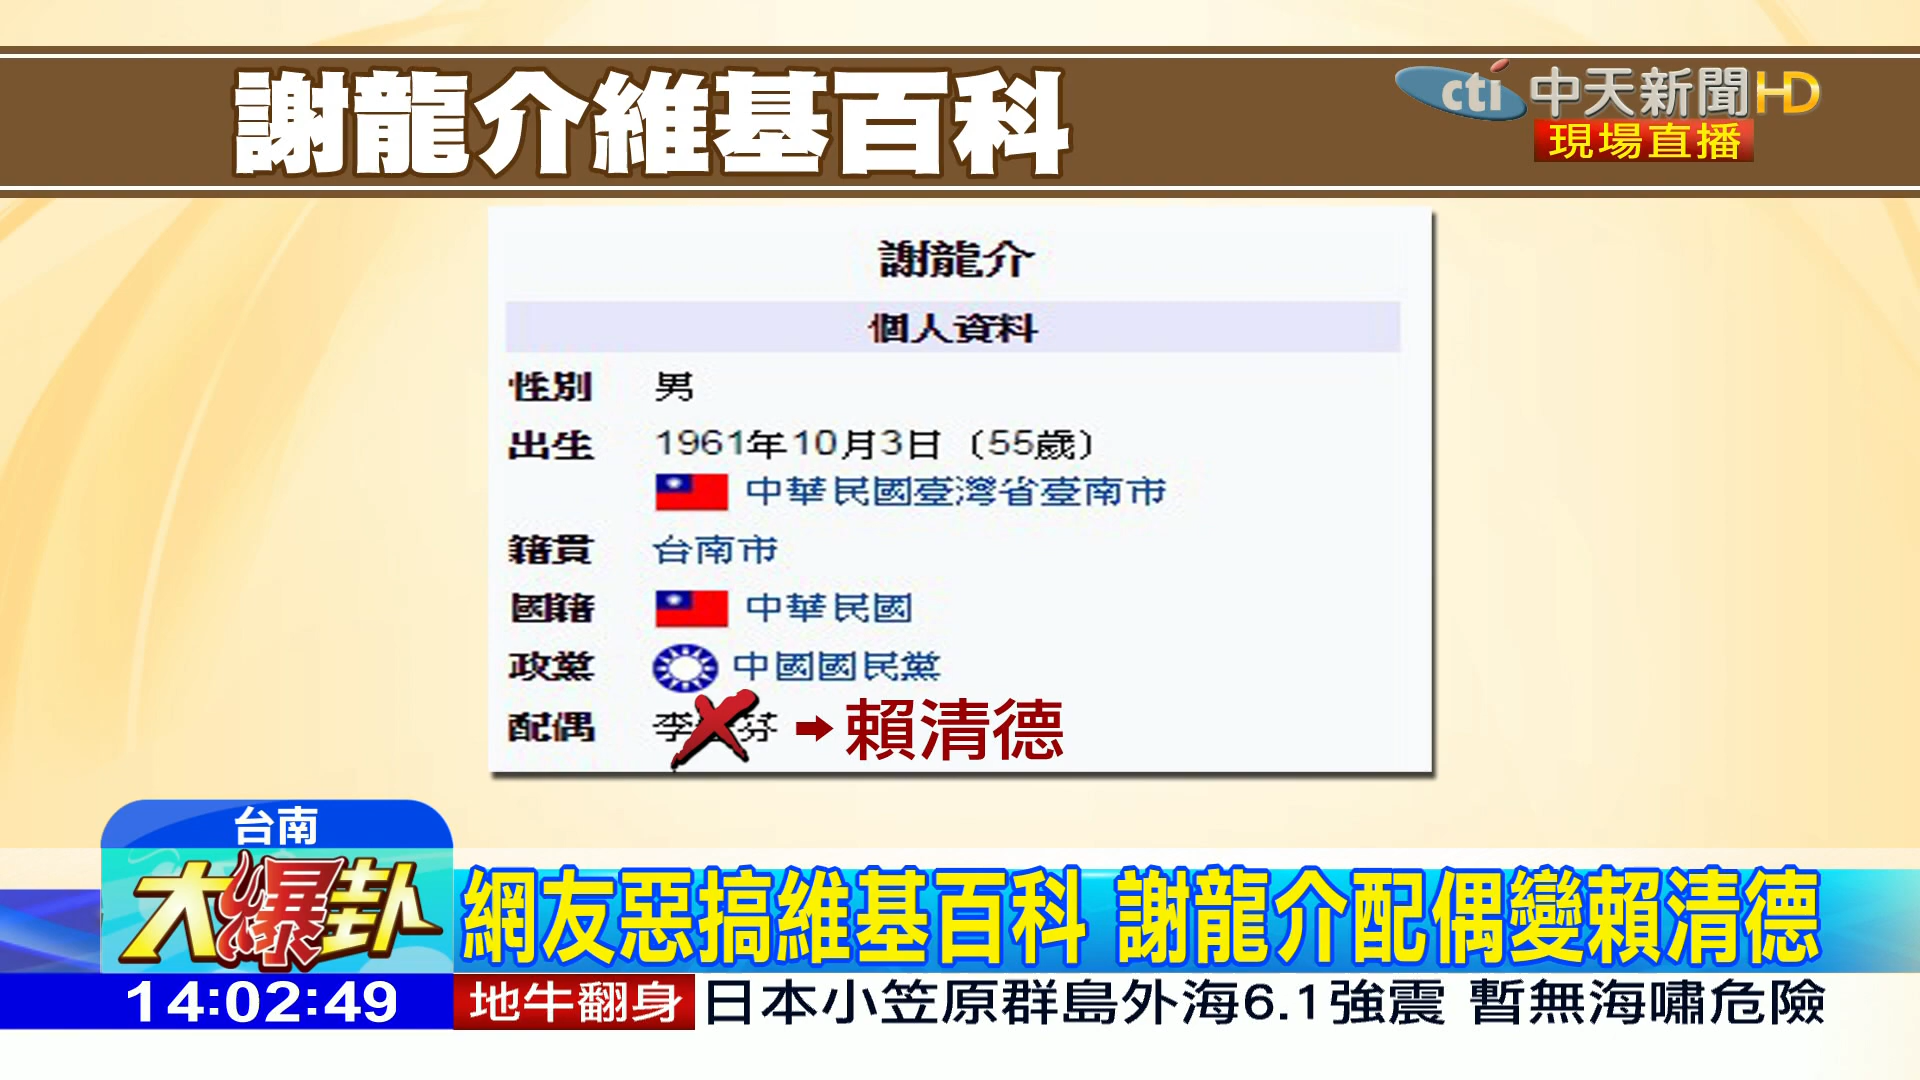 謝龍介維基百科
cti 中天新聞HD
現場直播
謝龍介
個人資料
性別 男
出生 1961年10月3日（55歲）
中華民國臺灣省臺南市
籍貫 台南市
國籍 中華民國
政黨 中國國民黨
配偶 李 芬 賴清德
台南
大爆卦
網友惡搞維基百科 謝龍介配偶變賴清德
14:02:49 地牛翻身 日本小笠原群島外海6.1強震 暫無海嘯危險